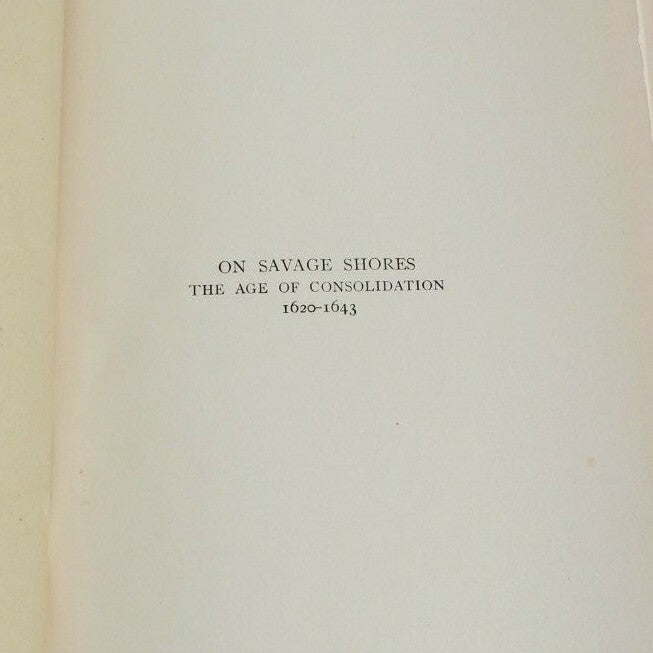 ON SAVAGE SHORES
THE AGE OF CONSOLIDATION
1620-1643